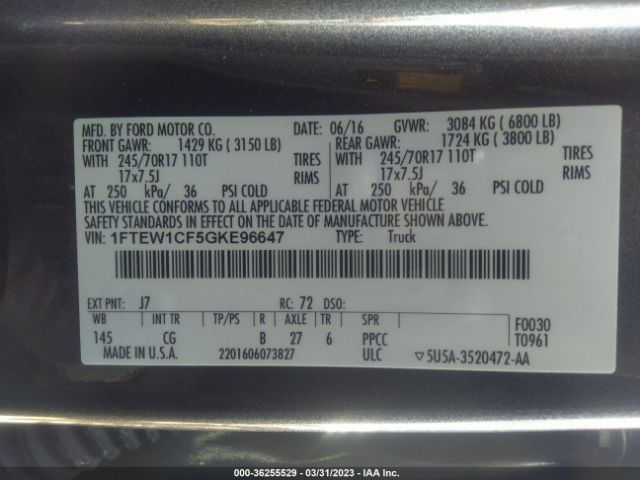 MFD. BY FORD MOTOR CO. DATE: 06/16 GVWR: 3084 KG ( 6800 LB)
FRONT GAWR: 1429 KG ( 3150 LB) REAR GAWR: 1724 KG ( 3800 LB)
WITH 245/70R17 110T TIRES WITH 245/70R17 110T TIRES
17x7.5J RIMS 17x7.5J RIMS
AT 250 kPa/ 36 PSI COLD AT 250 kPa/ 36 PSI COLD
THIS VEHICLE CONFORMS TO ALL APPLICABLE FEDERAL MOTOR VEHICLE
SAFETY STANDARDS IN EFFECT ON THE DATE OF MANUFACTURE SHOWN ABOVE.
VIN: 1FTEW1CF5GKE96647 TYPE: Truck
EXT PNT: J7 RC: 72 DSO:
WB INT TR TP/PS R AXLE TR SPR F0030
145 CG B 27 6 PPCC T0961
MADE IN U.S.A. 2201606073827 ULC ▽5U5A-3520472-AA
000-36255529 - 03/31/2023 - IAA Inc.